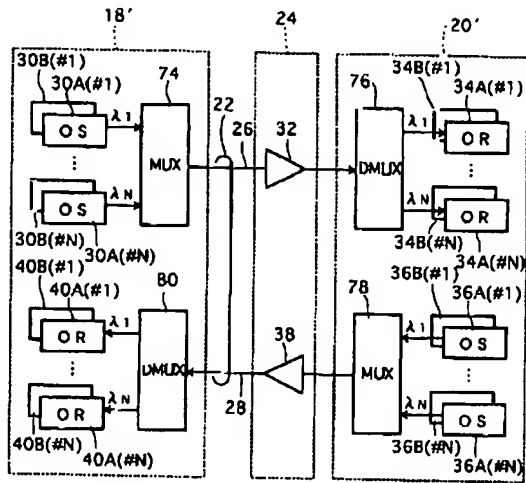 18' 24 20'
30B(#1) 30A(#1) 74 76 34B(#1) 34A(#1)
OS λ1 MUX 22 26 32 DMUX λ1 OR
OS λN λN OR
30B(#N) 30A(#N) 34B(#N) 34A(#N)
40B(#1) 40A(#1) 80 78 36B(#1) 36A(#1)
OR λ1 DMUX 28 38 MUX λ1 OS
OR λN λN OS
40B(#N) 40A(#N) 36B(#N) 36A(#N)